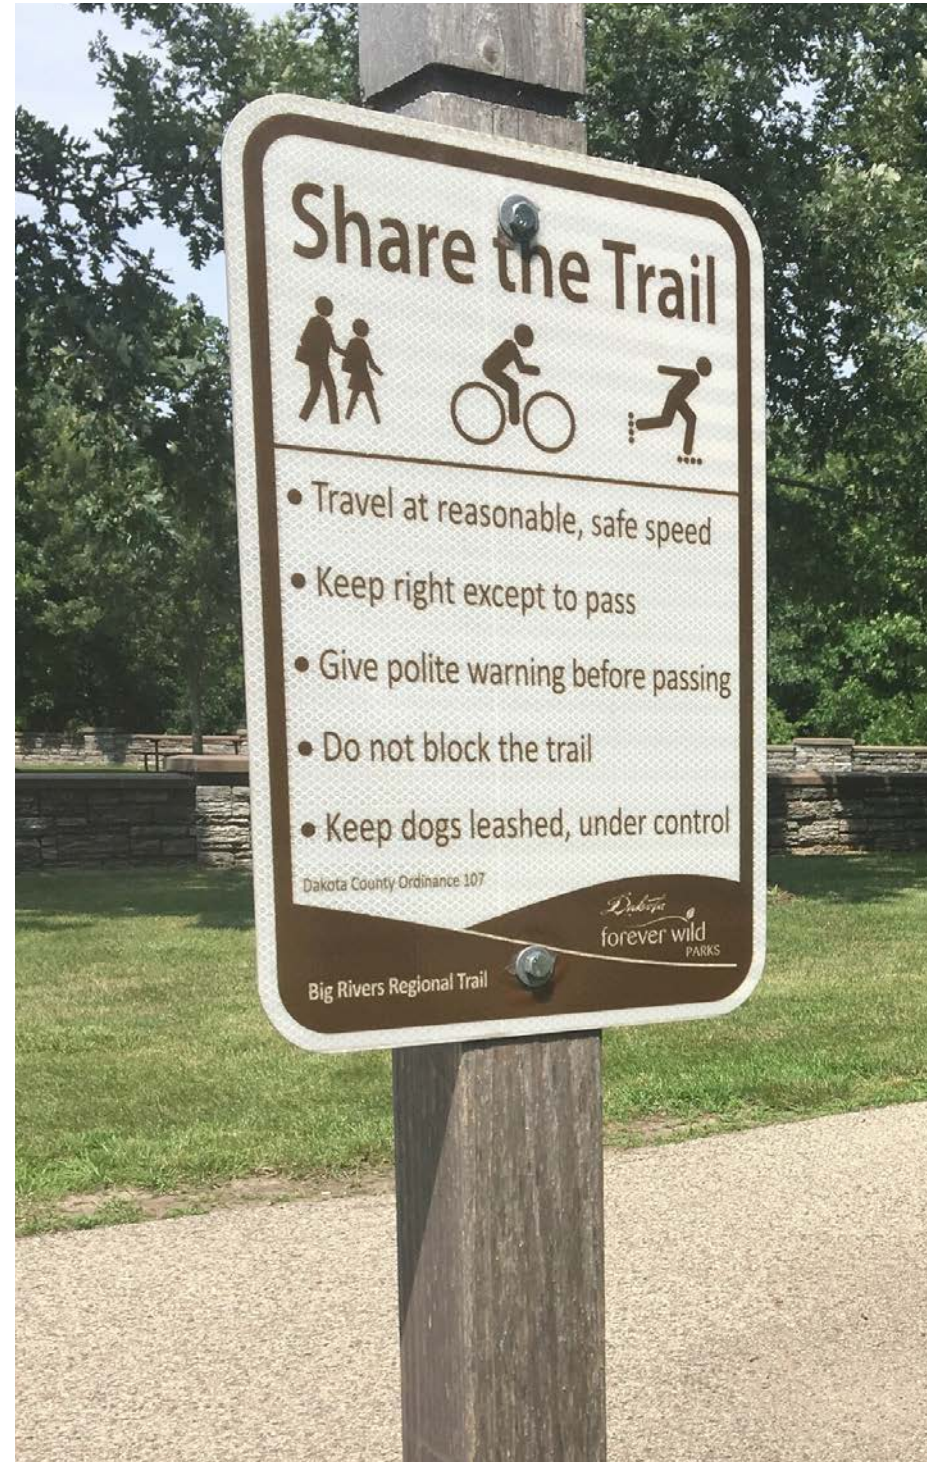 Share the Trail
• Travel at reasonable, safe speed
• Keep right except to pass
• Give polite warning before passing
• Do not block the trail
• Keep dogs leashed, under control
Dakota County Ordinance 107
Dakota
forever wild
PARKS
Big Rivers Regional Trail